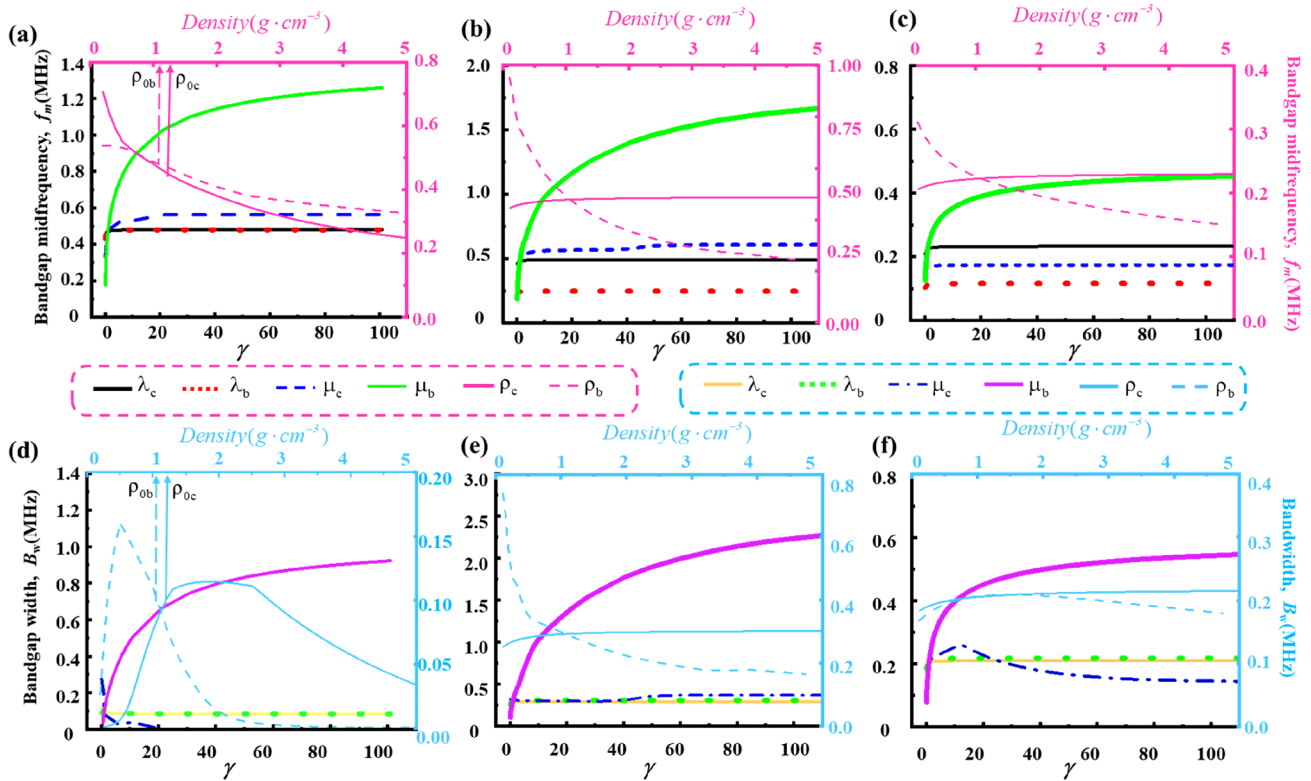 (a)
Density(g · cm⁻³)
0 1 2 3 4 5
Bandgap midfrequency, fₘ(MHz)
1.4
1.2
1.0
0.8
0.6
0.4
0.2
0
ρ₀b ρ₀c
0.8
0.6
0.4
0.2
0.0
0 20 40 60 80 100
γ
(b)
Density(g · cm⁻³)
0 1 2 3 4 5
2.0
1.5
1.0
0.5
0
1.00
0.75
0.50
0.25
0.00
0 20 40 60 80 100
γ
(c)
Density(g · cm⁻³)
0 1 2 3 4 5
0.8
0.6
0.4
0.2
0
0.4
0.3
0.2
0.1
0.0
Bandgap midfrequency, fₘ(MHz)
0 20 40 60 80 100
γ
λc λb μc μb ρc ρb
λc λb μc μb ρc ρb
(d)
Density(g · cm⁻³)
0 1 2 3 4 5
Bandgap width, Bw(MHz)
1.4
1.2
1.0
0.8
0.6
0.4
0.2
0
ρ₀b ρ₀c
0.20
0.15
0.10
0.05
0.00
0 20 40 60 80 100
γ
(e)
Density(g · cm⁻³)
0 1 2 3 4 5
3.0
2.5
2.0
1.5
1.0
0.5
0
0.8
0.6
0.4
0.2
0.0
0 20 40 60 80 100
γ
(f)
Density(g · cm⁻³)
0 1 2 3 4 5
0.8
0.6
0.4
0.2
0
0.4
0.3
0.2
0.1
0.0
Bandwidth, Bw(MHz)
0 20 40 60 80 100
γ